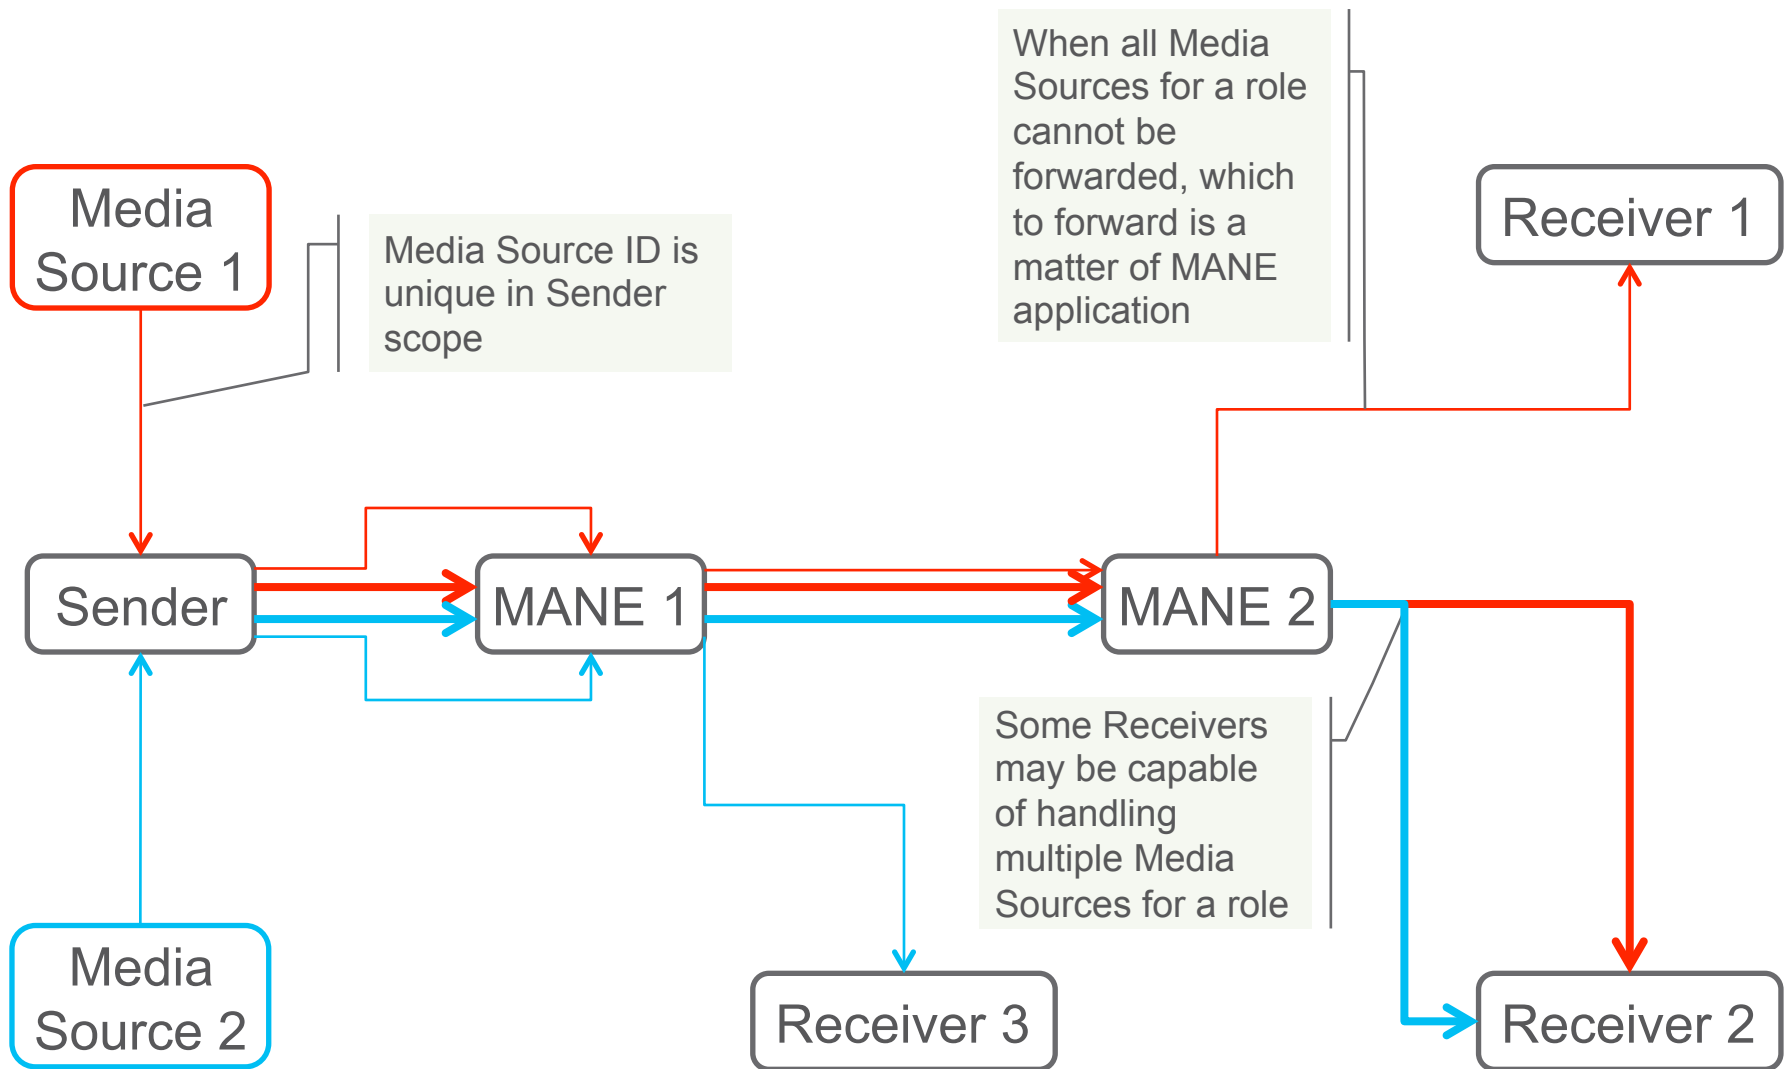 When all Media
Sources for a role
cannot be
forwarded, which
to forward is a
matter of MANE
application
Media
Source 1
Media Source ID is
unique in Sender
scope
Receiver 1
Sender
MANE 1
MANE 2
Some Receivers
may be capable
of handling
multiple Media
Sources for a role
Media
Source 2
Receiver 3
Receiver 2